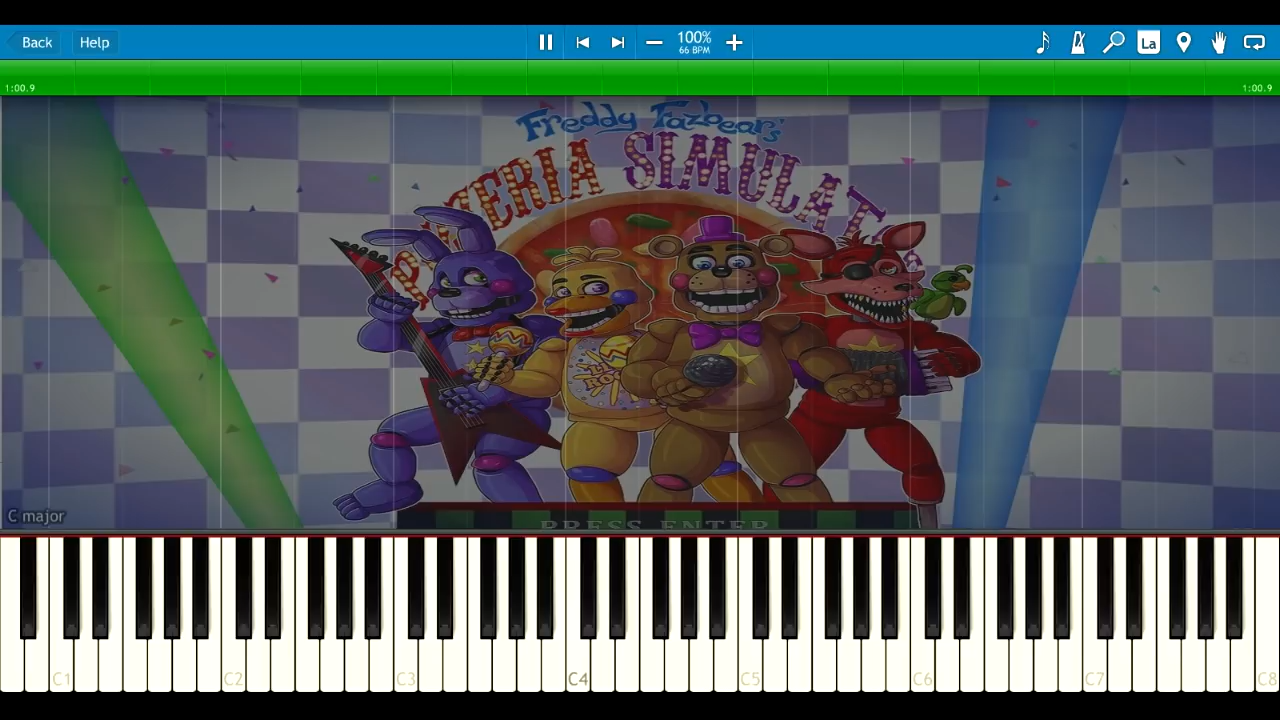 Back Help 100% La
66 BPM
1:00.9 1:00.9
Freddy Fazbear's
SIMULAT
C major
PRESS ENTER
C1 C2 C3 C4 C5 C6 C7 C8